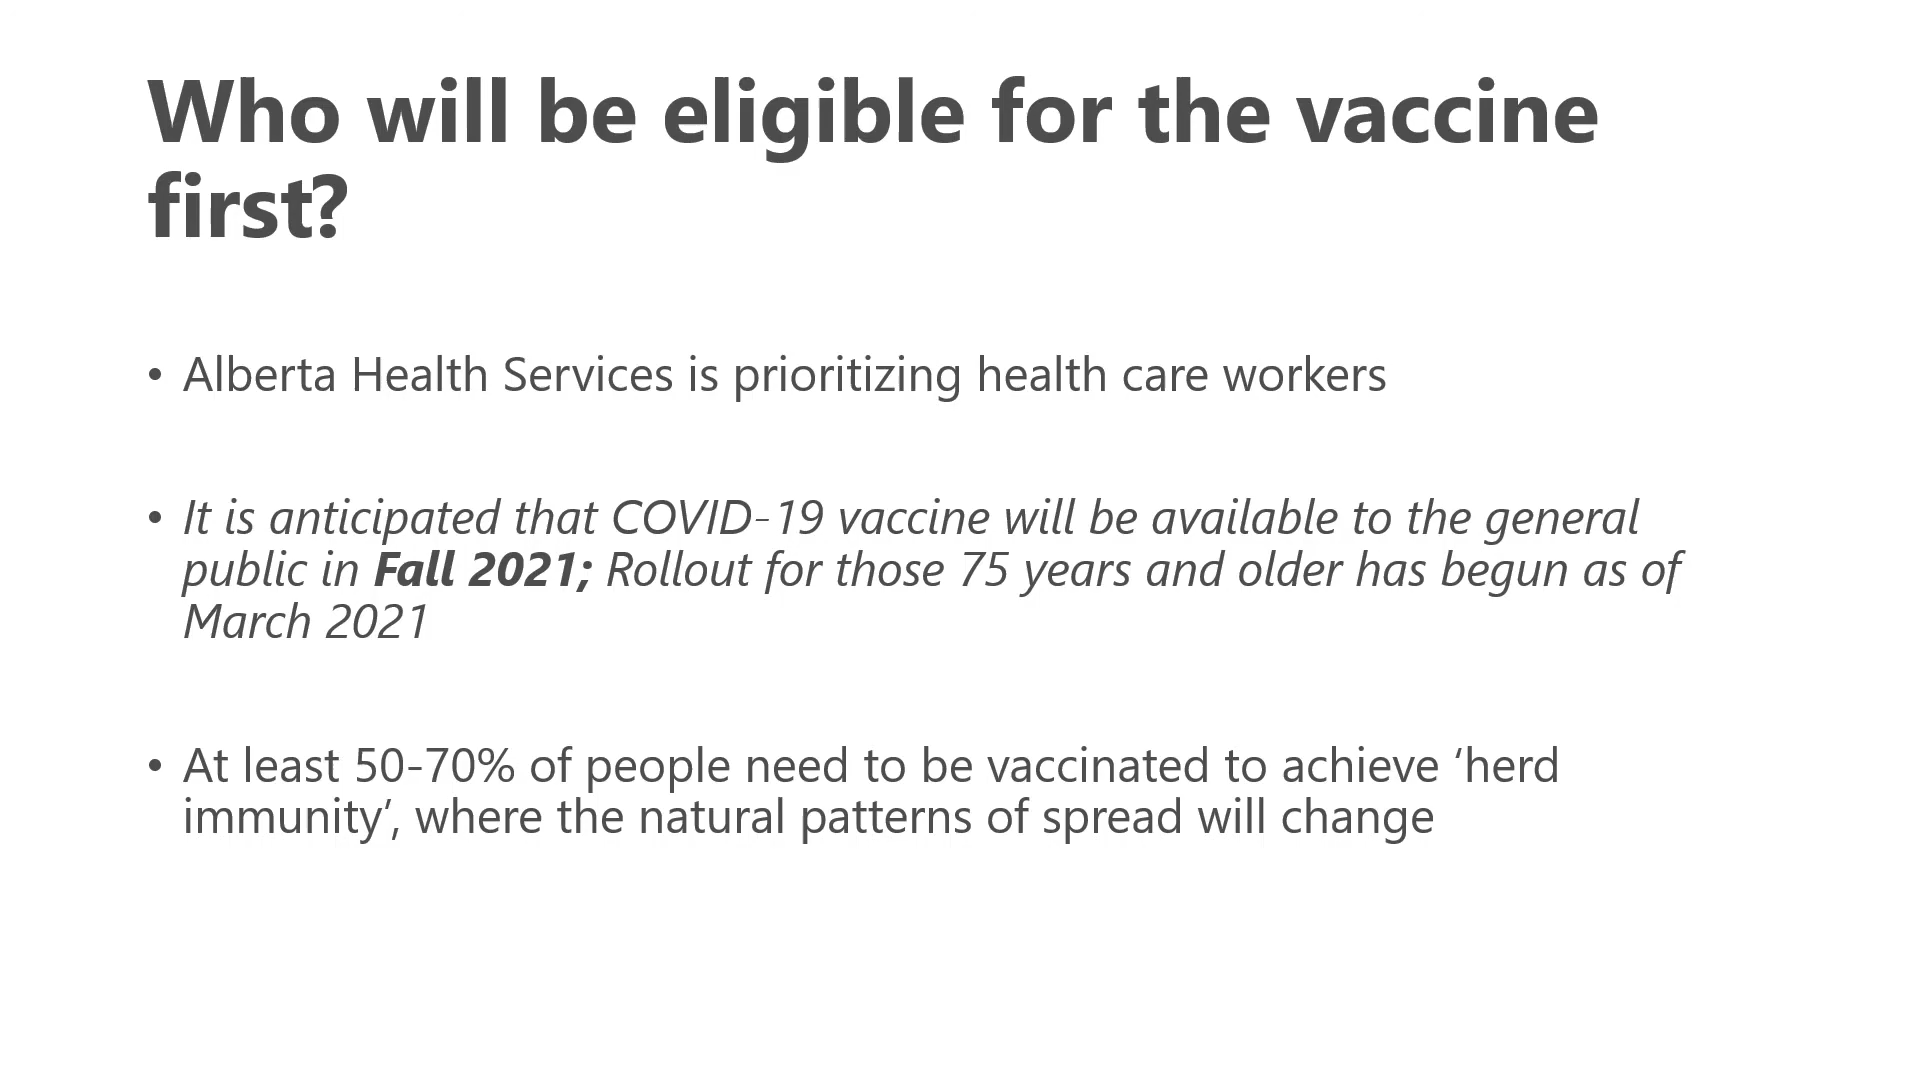 Who will be eligible for the vaccine
first?
• Alberta Health Services is prioritizing health care workers
• It is anticipated that COVID-19 vaccine will be available to the general
public in Fall 2021; Rollout for those 75 years and older has begun as of
March 2021
• At least 50-70% of people need to be vaccinated to achieve ‘herd
immunity’, where the natural patterns of spread will change